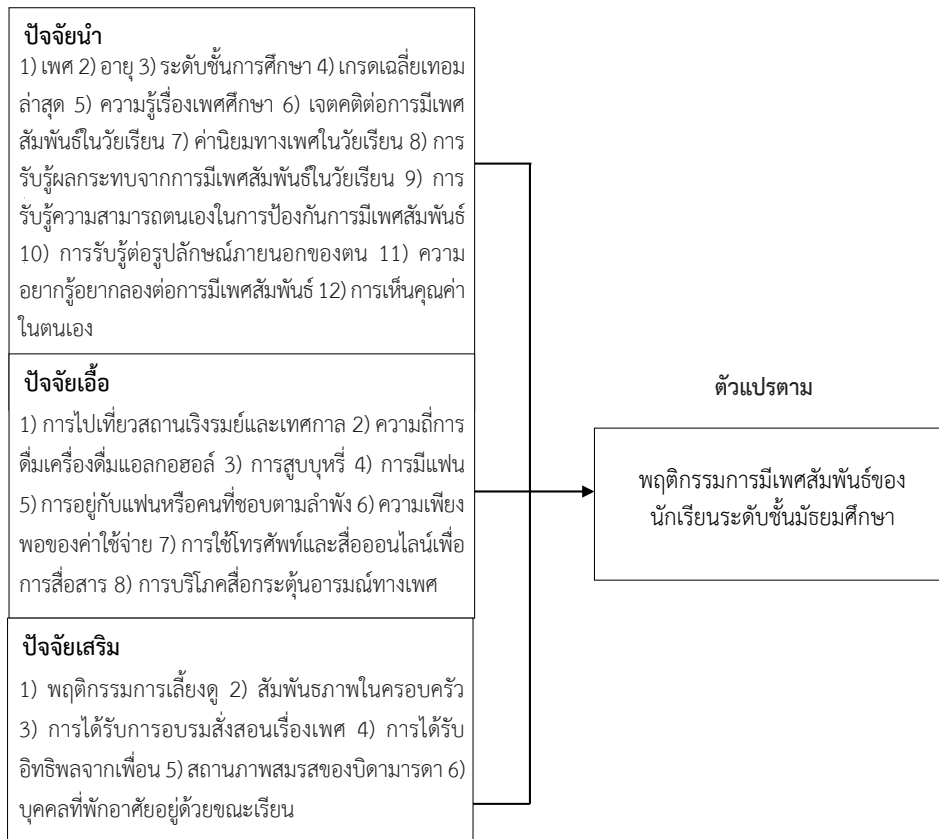 ปัจจัยนำ
1) เพศ 2) อายุ 3) ระดับชั้นการศึกษา 4) เกรดเฉลี่ยเทอม
ล่าสุด 5) ความรู้เรื่องเพศศึกษา 6) เจตคติต่อการมีเพศ
สัมพันธ์ในวัยเรียน 7) ค่านิยมทางเพศในวัยเรียน 8) การ
รับรู้ผลกระทบจากการมีเพศสัมพันธ์ในวัยเรียน 9) การ
รับรู้ความสามารถตนเองในการป้องกันการมีเพศสัมพันธ์
10) การรับรู้ต่อรูปลักษณ์ภายนอกของตน 11) ความ
อยากรู้อยากลองต่อการมีเพศสัมพันธ์ 12) การเห็นคุณค่า
ในตนเอง
ปัจจัยเอื้อ
1) การไปเที่ยวสถานเริงรมย์และเทศกาล 2) ความถี่การ
ดื่มเครื่องดื่มแอลกอฮอล์ 3) การสูบบุหรี่ 4) การมีแฟน
5) การอยู่กับแฟนหรือคนที่ชอบตามลำพัง 6) ความเพียง
พอของค่าใช้จ่าย 7) การใช้โทรศัพท์และสื่อออนไลน์เพื่อ
การสื่อสาร 8) การบริโภคสื่อกระตุ้นอารมณ์ทางเพศ
ปัจจัยเสริม
1) พฤติกรรมการเลี้ยงดู 2) สัมพันธภาพในครอบครัว
3) การได้รับการอบรมสั่งสอนเรื่องเพศ 4) การได้รับ
อิทธิพลจากเพื่อน 5) สถานภาพสมรสของบิดามารดา 6)
บุคคลที่พักอาศัยอยู่ด้วยขณะเรียน
ตัวแปรตาม
พฤติกรรมการมีเพศสัมพันธ์ของ
นักเรียนระดับชั้นมัธยมศึกษา